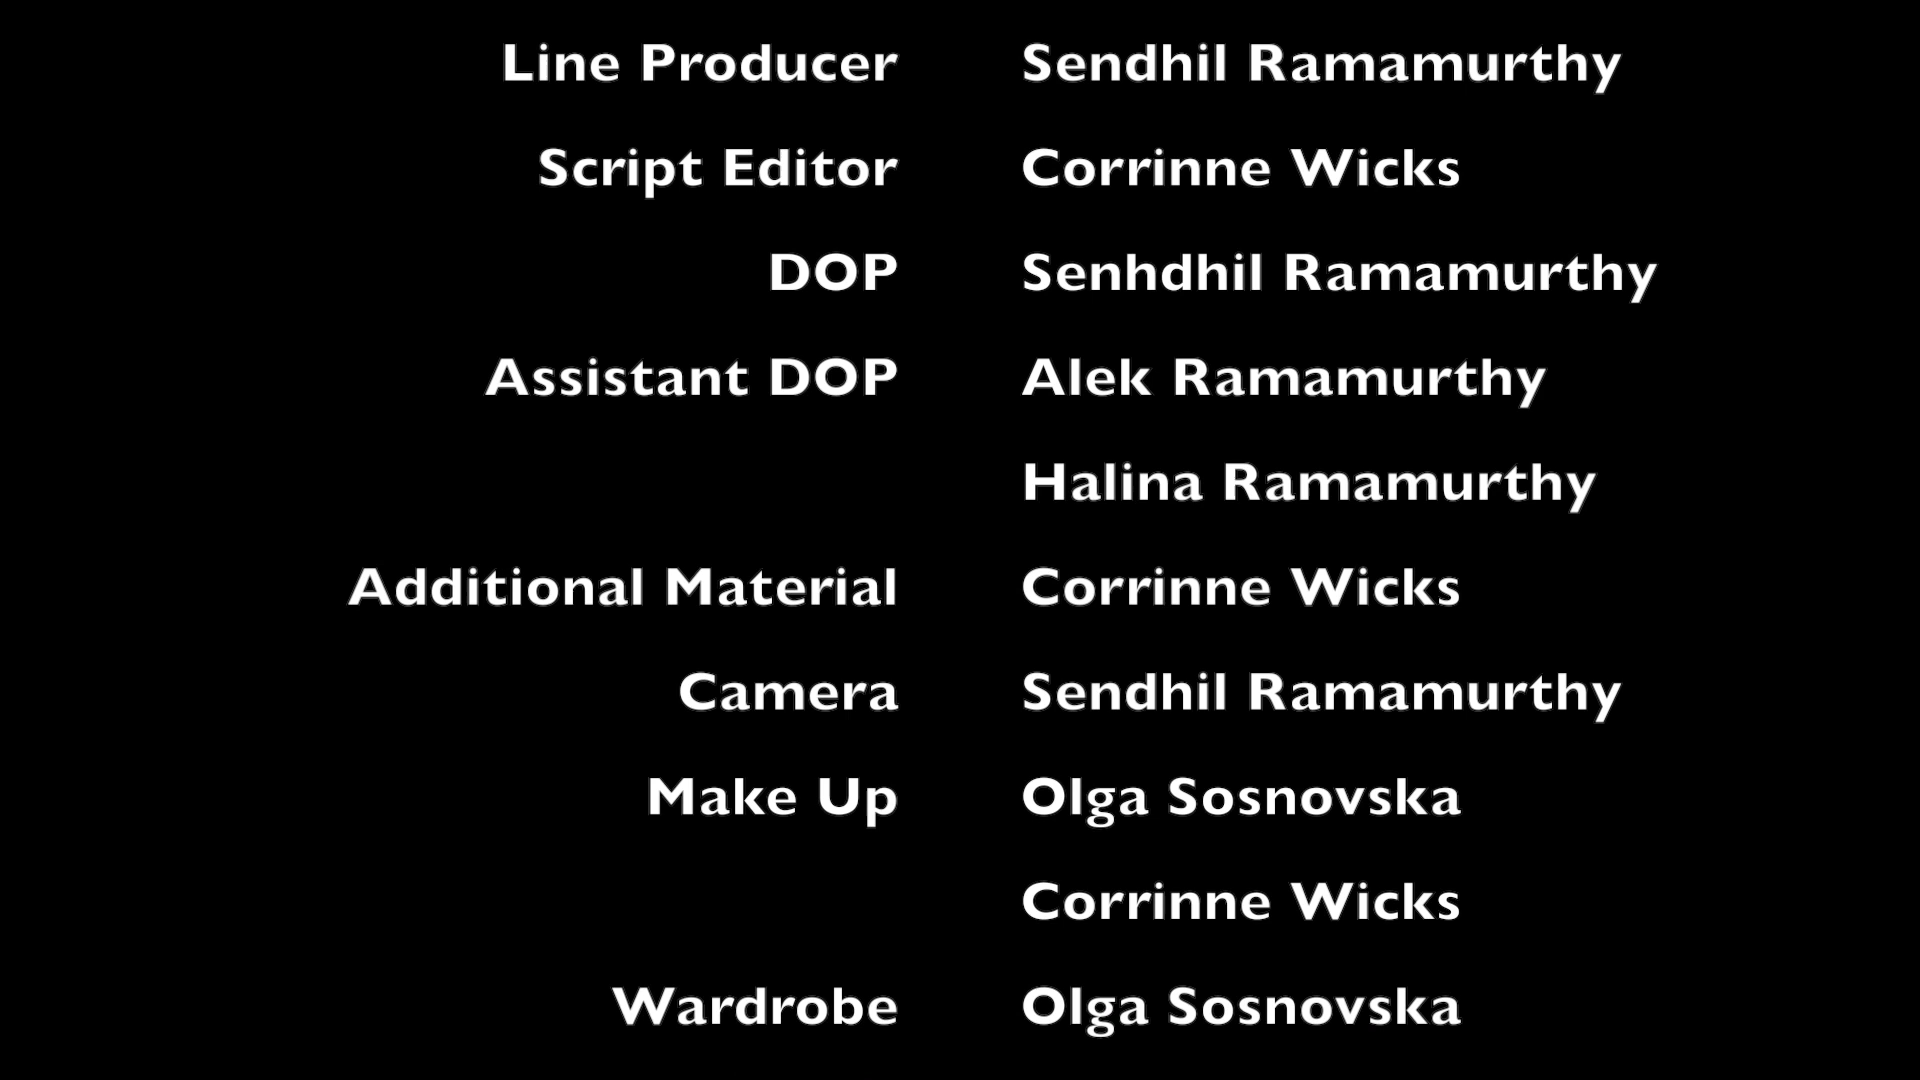 Line Producer Sendhil Ramamurthy
Script Editor Corrinne Wicks
DOP Senhdhil Ramamurthy
Assistant DOP Alek Ramamurthy
Halina Ramamurthy
Additional Material Corrinne Wicks
Camera Sendhil Ramamurthy
Make Up Olga Sosnovska
Corrinne Wicks
Wardrobe Olga Sosnovska